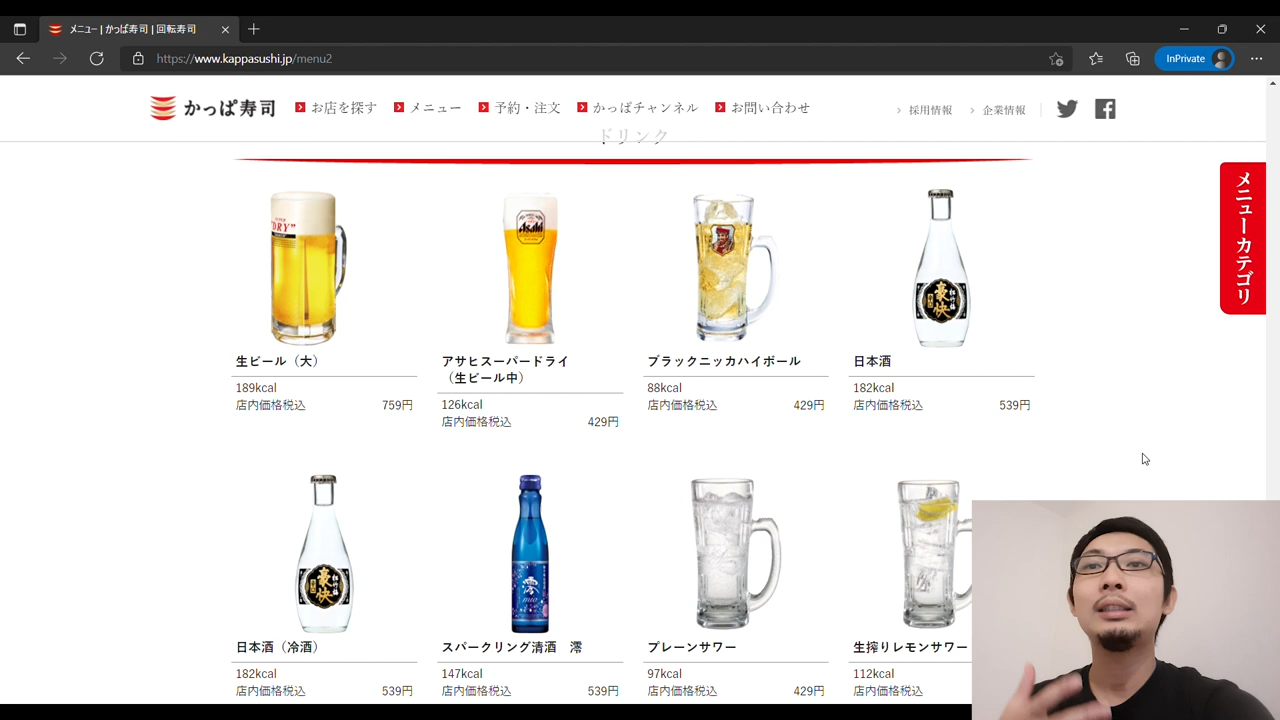 メニュー | かっぱ寿司 | 回転寿司
https://www.kappasushi.jp/menu2
InPrivate
かっぱ寿司
お店を探す
メニュー
予約・注文
かっぱチャンネル
お問い合わせ
採用情報
企業情報
ドリンク
メニューカテゴリ
"DRY"
Asahi
豪快
生ビール（大）
189kcal
店内価格税込 759円
アサヒスーパードライ
（生ビール中）
126kcal
店内価格税込 429円
ブラックニッカハイボール
88kcal
店内価格税込 429円
日本酒
182kcal
店内価格税込 539円
豪快
澪
mio
日本酒（冷酒）
182kcal
店内価格税込 539円
スパークリング清酒　澪
147kcal
店内価格税込 539円
プレーンサワー
97kcal
店内価格税込 429円
生搾りレモンサワー
112kcal
店内価格税込